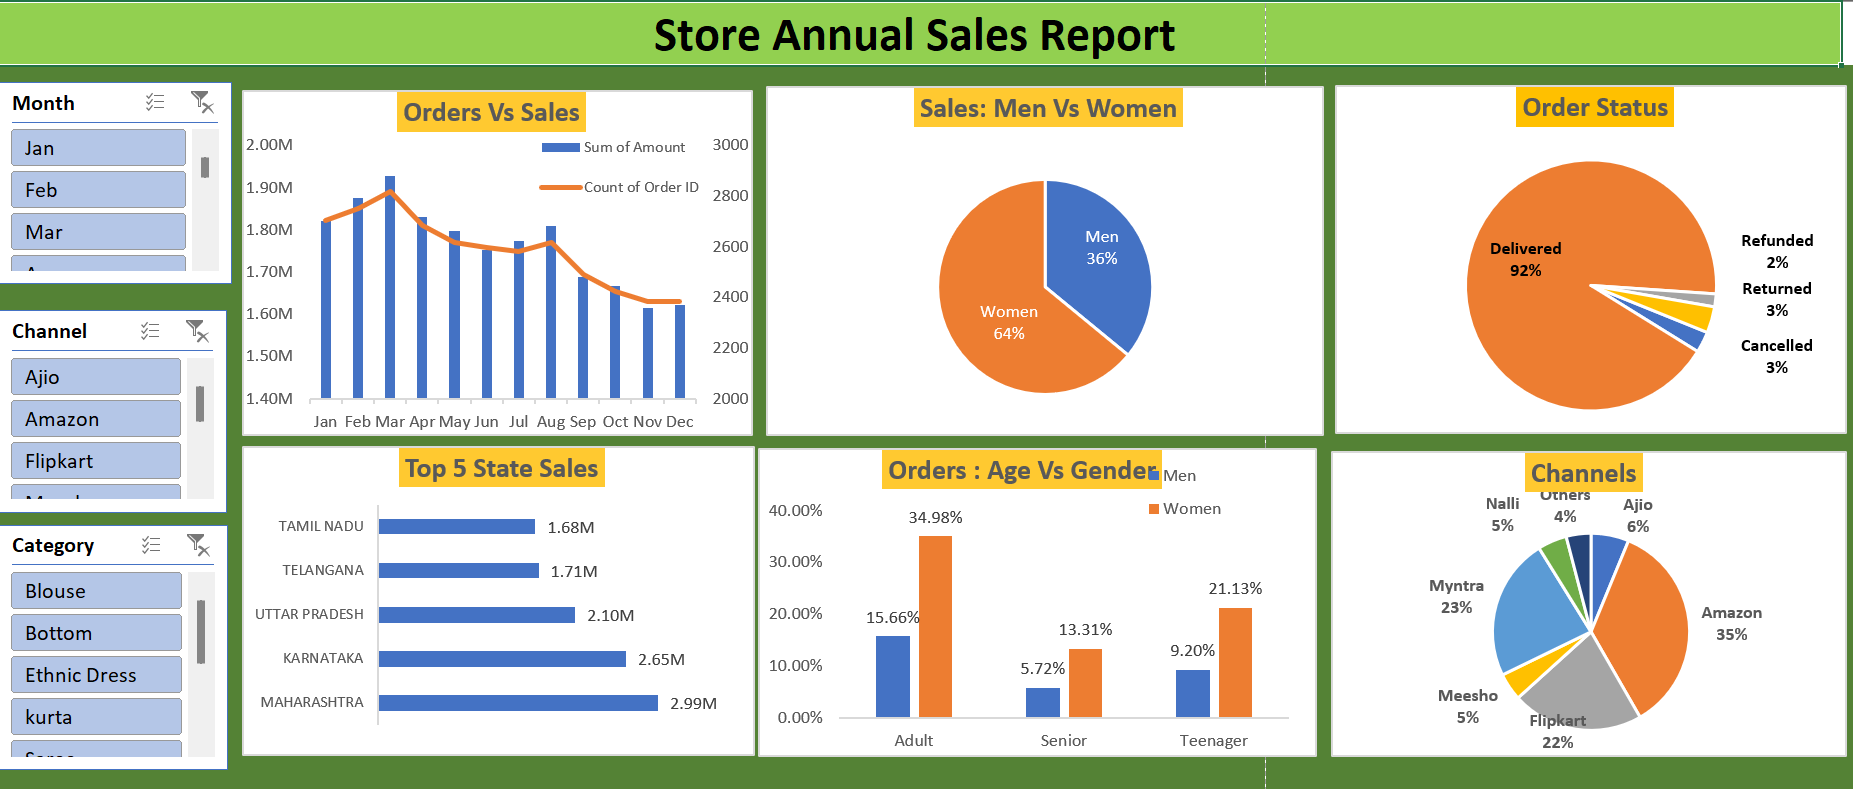 Store Annual Sales Report
Month
Jan
Feb
Mar
Channel
Ajio
Amazon
Flipkart
Category
Blouse
Bottom
Ethnic Dress
kurta
Orders Vs Sales
Sum of Amount
Count of Order ID
2.00M
1.90M
1.80M
1.70M
1.60M
1.50M
1.40M
3000
2800
2600
2400
2200
2000
Jan Feb Mar Apr May Jun Jul Aug Sep Oct Nov Dec
Sales: Men Vs Women
Men
36%
Women
64%
Order Status
Delivered
92%
Refunded
2%
Returned
3%
Cancelled
3%
Top 5 State Sales
TAMIL NADU 1.68M
TELANGANA 1.71M
UTTAR PRADESH 2.10M
KARNATAKA 2.65M
MAHARASHTRA 2.99M
Orders : Age Vs Gender
Men
Women
40.00%
30.00%
20.00%
10.00%
0.00%
15.66%
34.98%
5.72%
13.31%
9.20%
21.13%
Adult Senior Teenager
Channels
Others
4%
Ajio
6%
Nalli
5%
Myntra
23%
Amazon
35%
Meesho
5%
Flipkart
22%